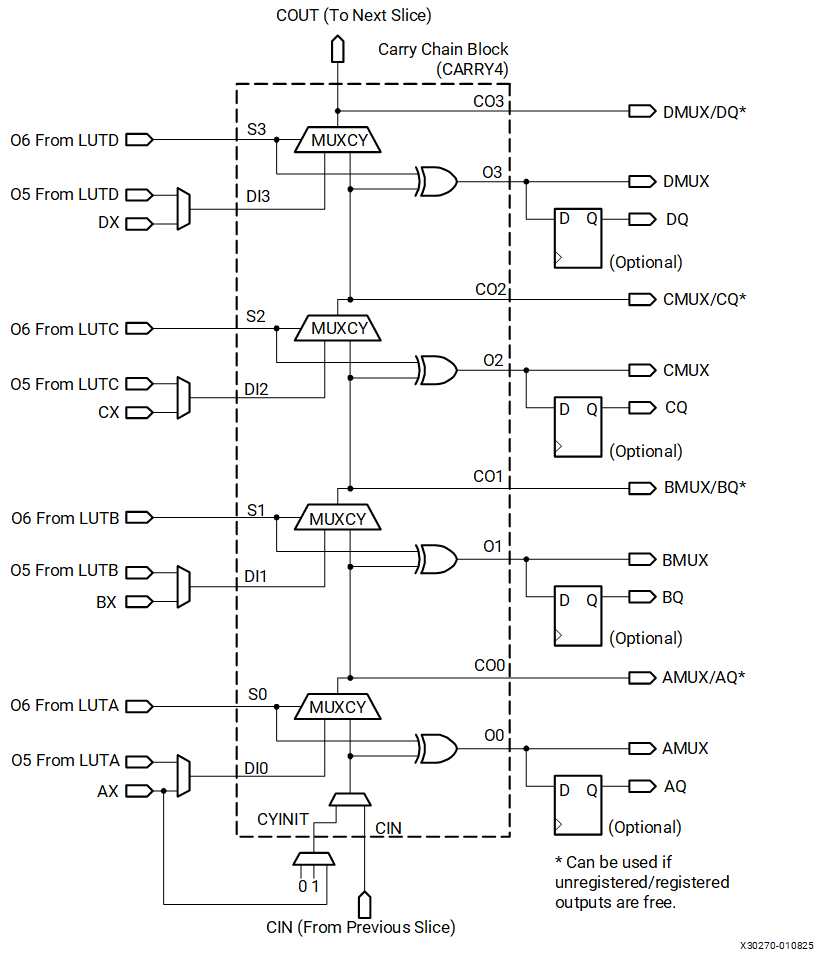 COUT (To Next Slice)
Carry Chain Block
(CARRY4)
CO3
DMUX/DQ*
S3
O6 From LUTD
MUXCY
O3
DMUX
O5 From LUTD
DI3
DX
D Q
DQ
(Optional)
CO2
CMUX/CQ*
S2
O6 From LUTC
MUXCY
O2
CMUX
O5 From LUTC
DI2
CX
D Q
CQ
(Optional)
CO1
BMUX/BQ*
S1
O6 From LUTB
MUXCY
O1
BMUX
O5 From LUTB
DI1
BX
D Q
BQ
(Optional)
CO0
AMUX/AQ*
S0
O6 From LUTA
MUXCY
O0
AMUX
O5 From LUTA
DI0
AX
D Q
AQ
CYINIT
CIN
(Optional)
0 1
* Can be used if
unregistered/registered
outputs are free.
CIN (From Previous Slice)
X30270-010825